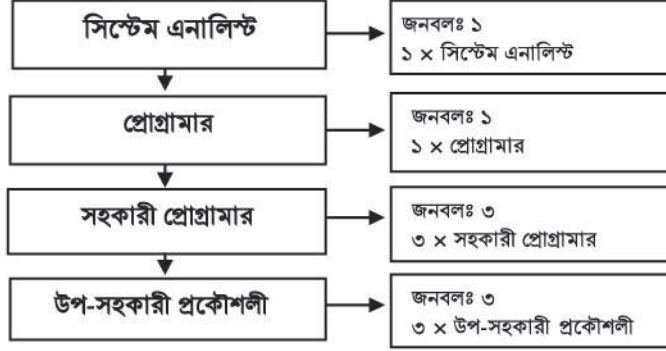 সিস্টেম এনালিস্ট
জনবলঃ ১
১ × সিস্টেম এনালিস্ট
প্রোগ্রামার
জনবলঃ ১
১ × প্রোগ্রামার
সহকারী প্রোগ্রামার
জনবলঃ ৩
৩ × সহকারী প্রোগ্রামার
উপ-সহকারী প্রকৌশলী
জনবলঃ ৩
৩ × উপ-সহকারী প্রকৌশলী